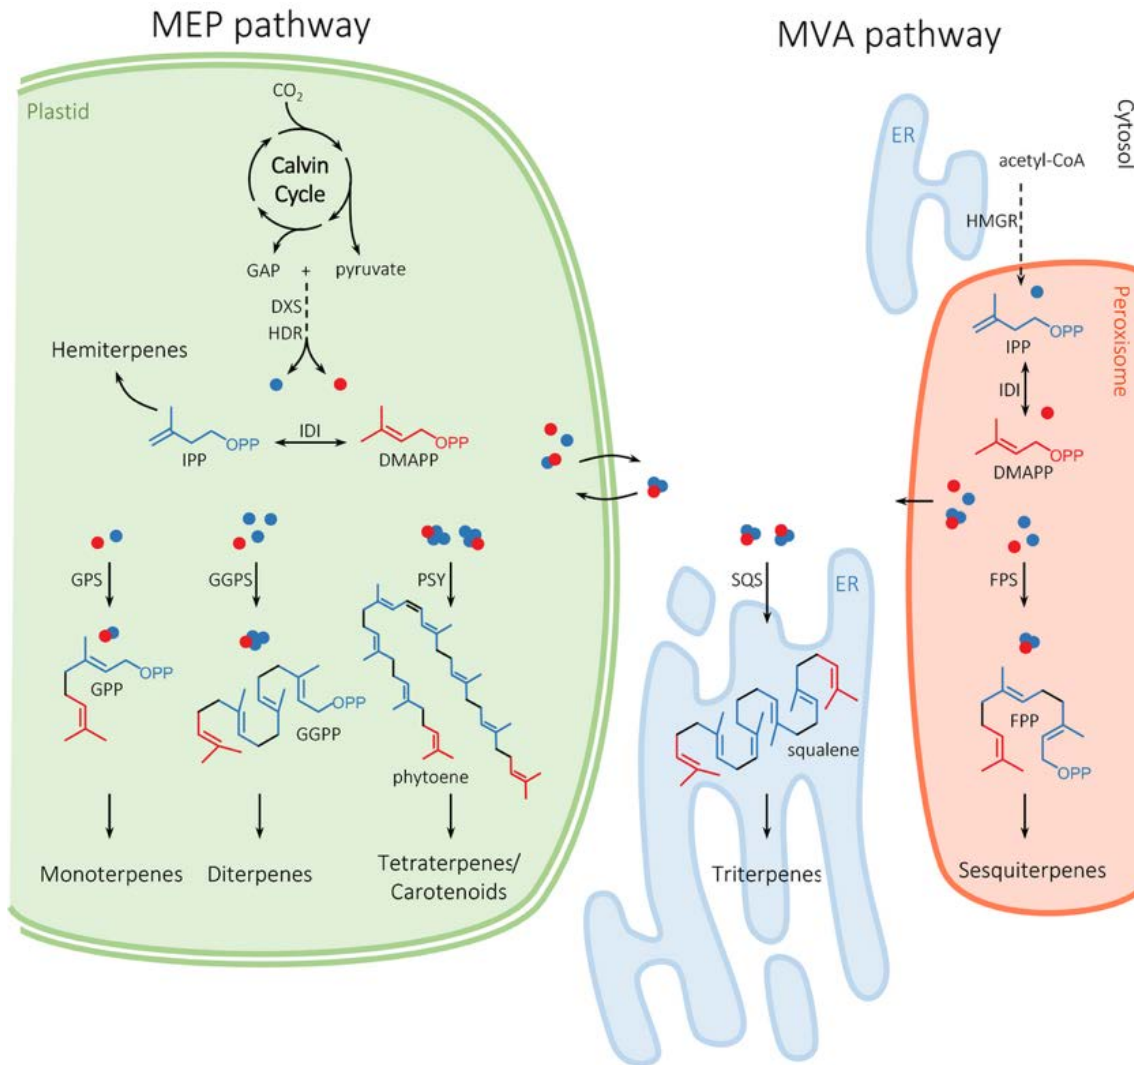 MEP pathway
MVA pathway
Plastid
CO2
Calvin
Cycle
GAP + pyruvate
DXS
HDR
Hemiterpenes
IPP
OPP
IDI
DMAPP
OPP
GPS
GGPS
PSY
GPP
OPP
GGPP
OPP
phytoene
Monoterpenes
Diterpenes
Tetraterpenes/
Carotenoids
ER
Cytosol
acetyl-CoA
HMGR
Peroxisome
OPP
IPP
IDI
OPP
DMAPP
SQS
ER
FPS
squalene
FPP
OPP
Triterpenes
Sesquiterpenes